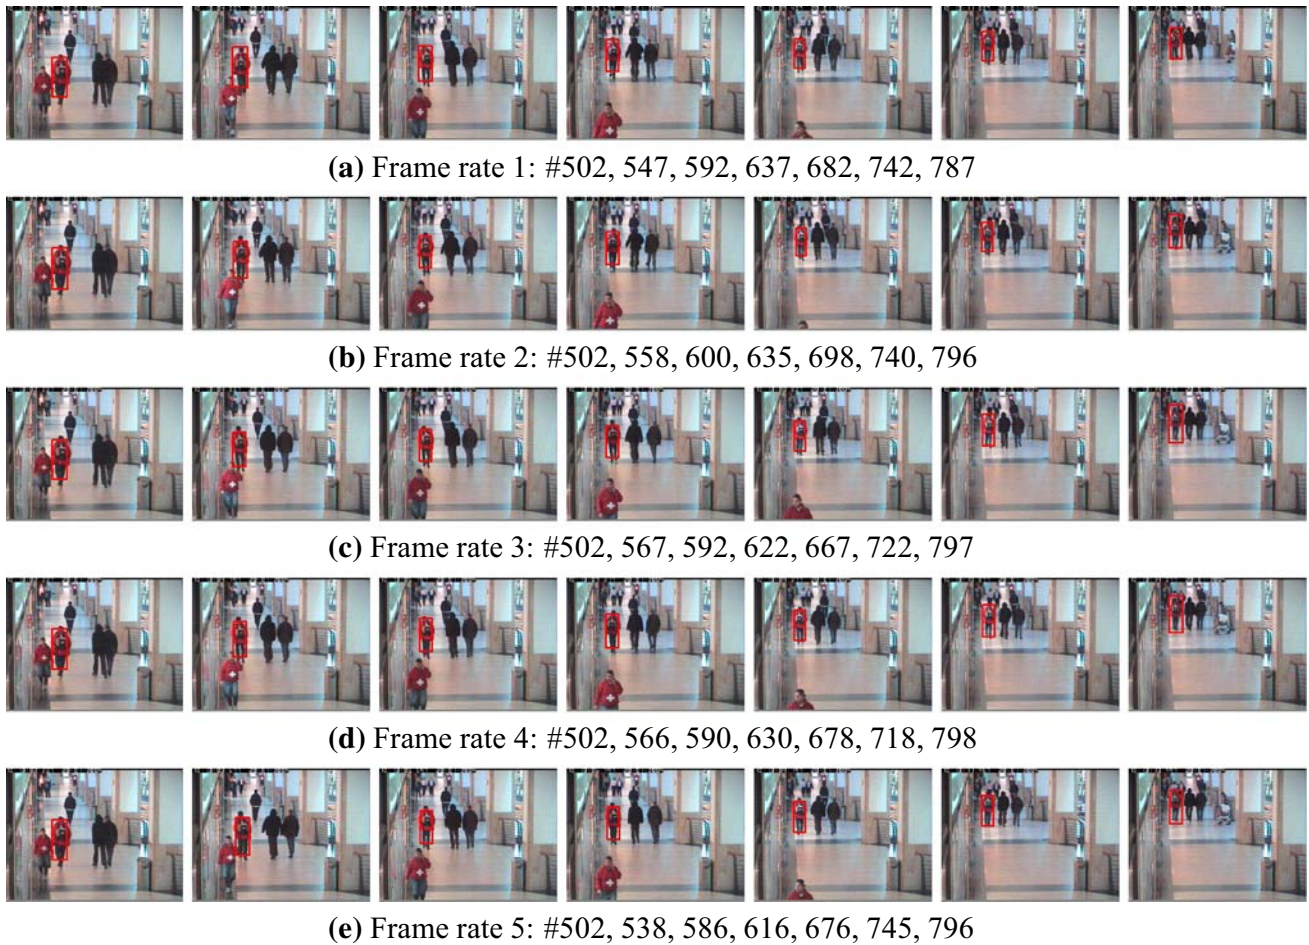 (a) Frame rate 1: #502, 547, 592, 637, 682, 742, 787
(b) Frame rate 2: #502, 558, 600, 635, 698, 740, 796
(c) Frame rate 3: #502, 567, 592, 622, 667, 722, 797
(d) Frame rate 4: #502, 566, 590, 630, 678, 718, 798
(e) Frame rate 5: #502, 538, 586, 616, 676, 745, 796